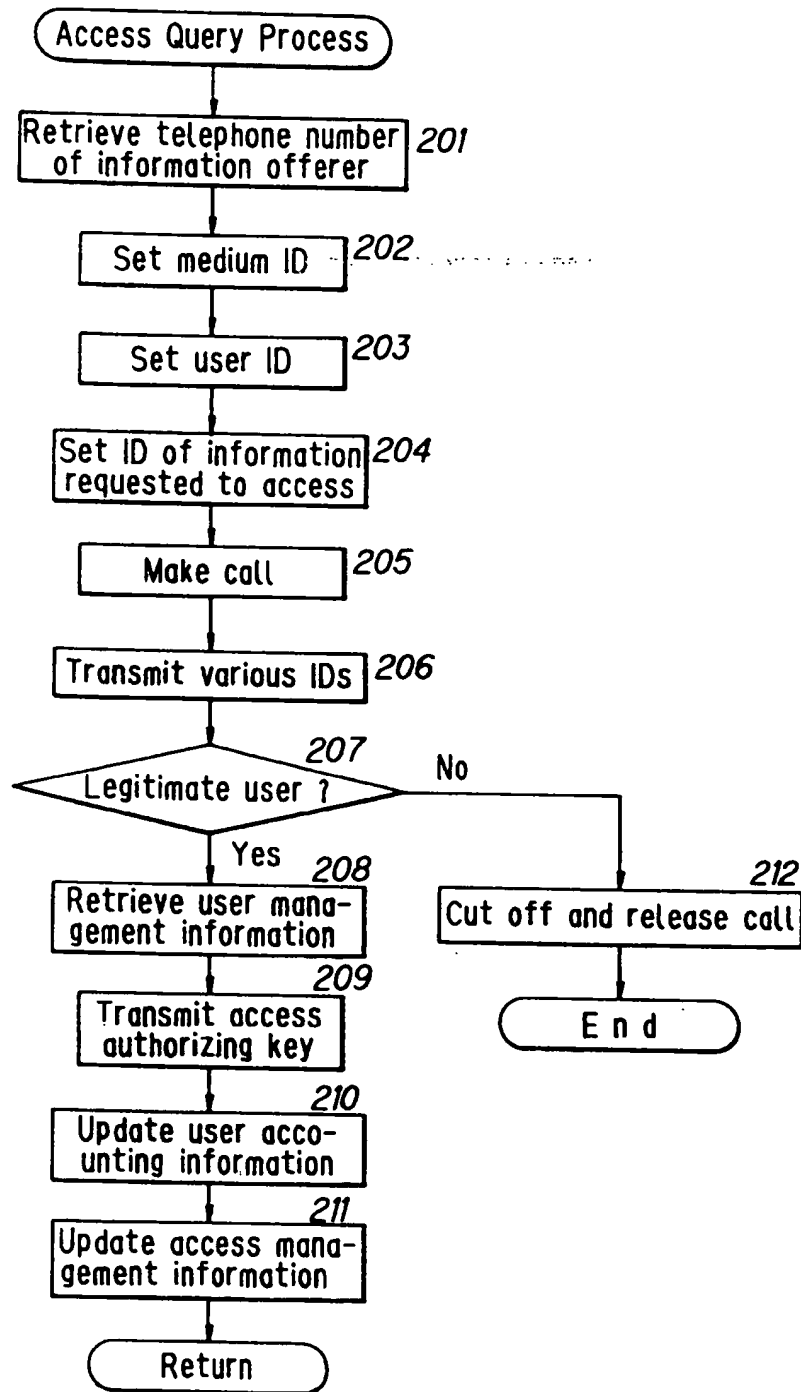 Access Query Process
Retrieve telephone number
of information offerer
201
Set medium ID
202
Set user ID
203
Set ID of information
requested to access
204
Make call
205
Transmit various IDs
206
207
Legitimate user ?
No
Yes
208
Retrieve user mana-
gement information
209
Transmit access
authorizing key
210
Update user acco-
unting information
211
Update access mana-
gement information
Return
212
Cut off and release call
End